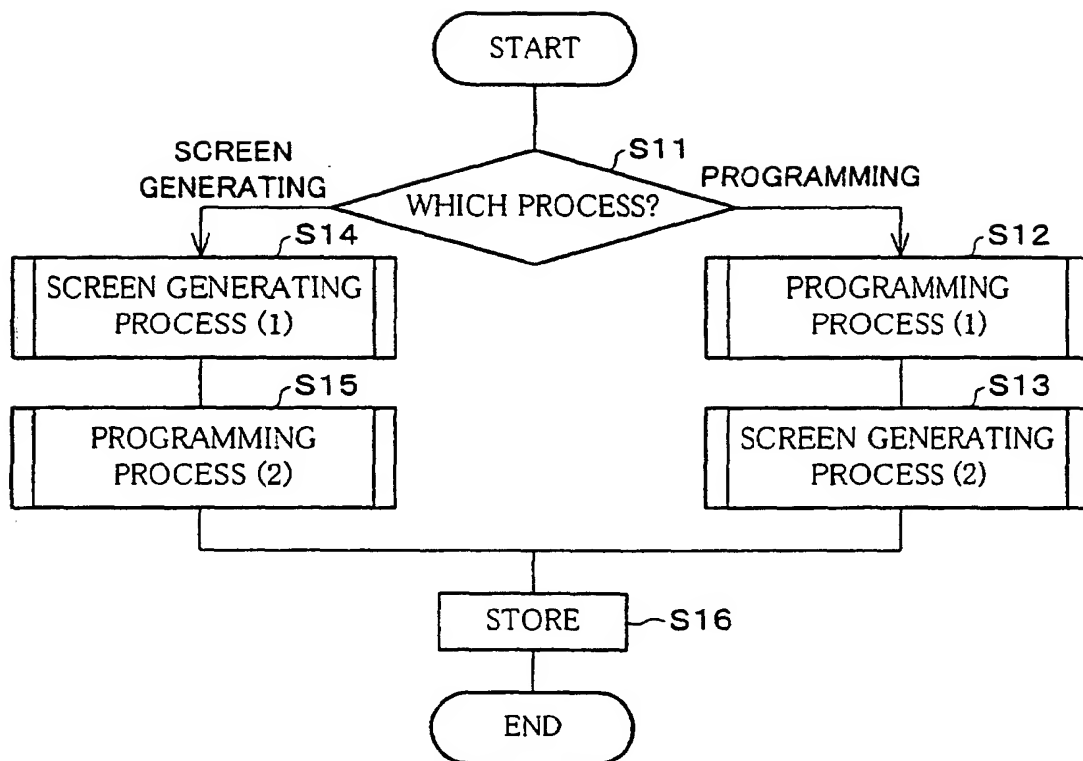 START
S11
SCREEN
GENERATING
WHICH PROCESS?
PROGRAMMING
S14
SCREEN GENERATING
PROCESS (1)
S12
PROGRAMMING
PROCESS (1)
S15
PROGRAMMING
PROCESS (2)
S13
SCREEN GENERATING
PROCESS (2)
STORE
S16
END